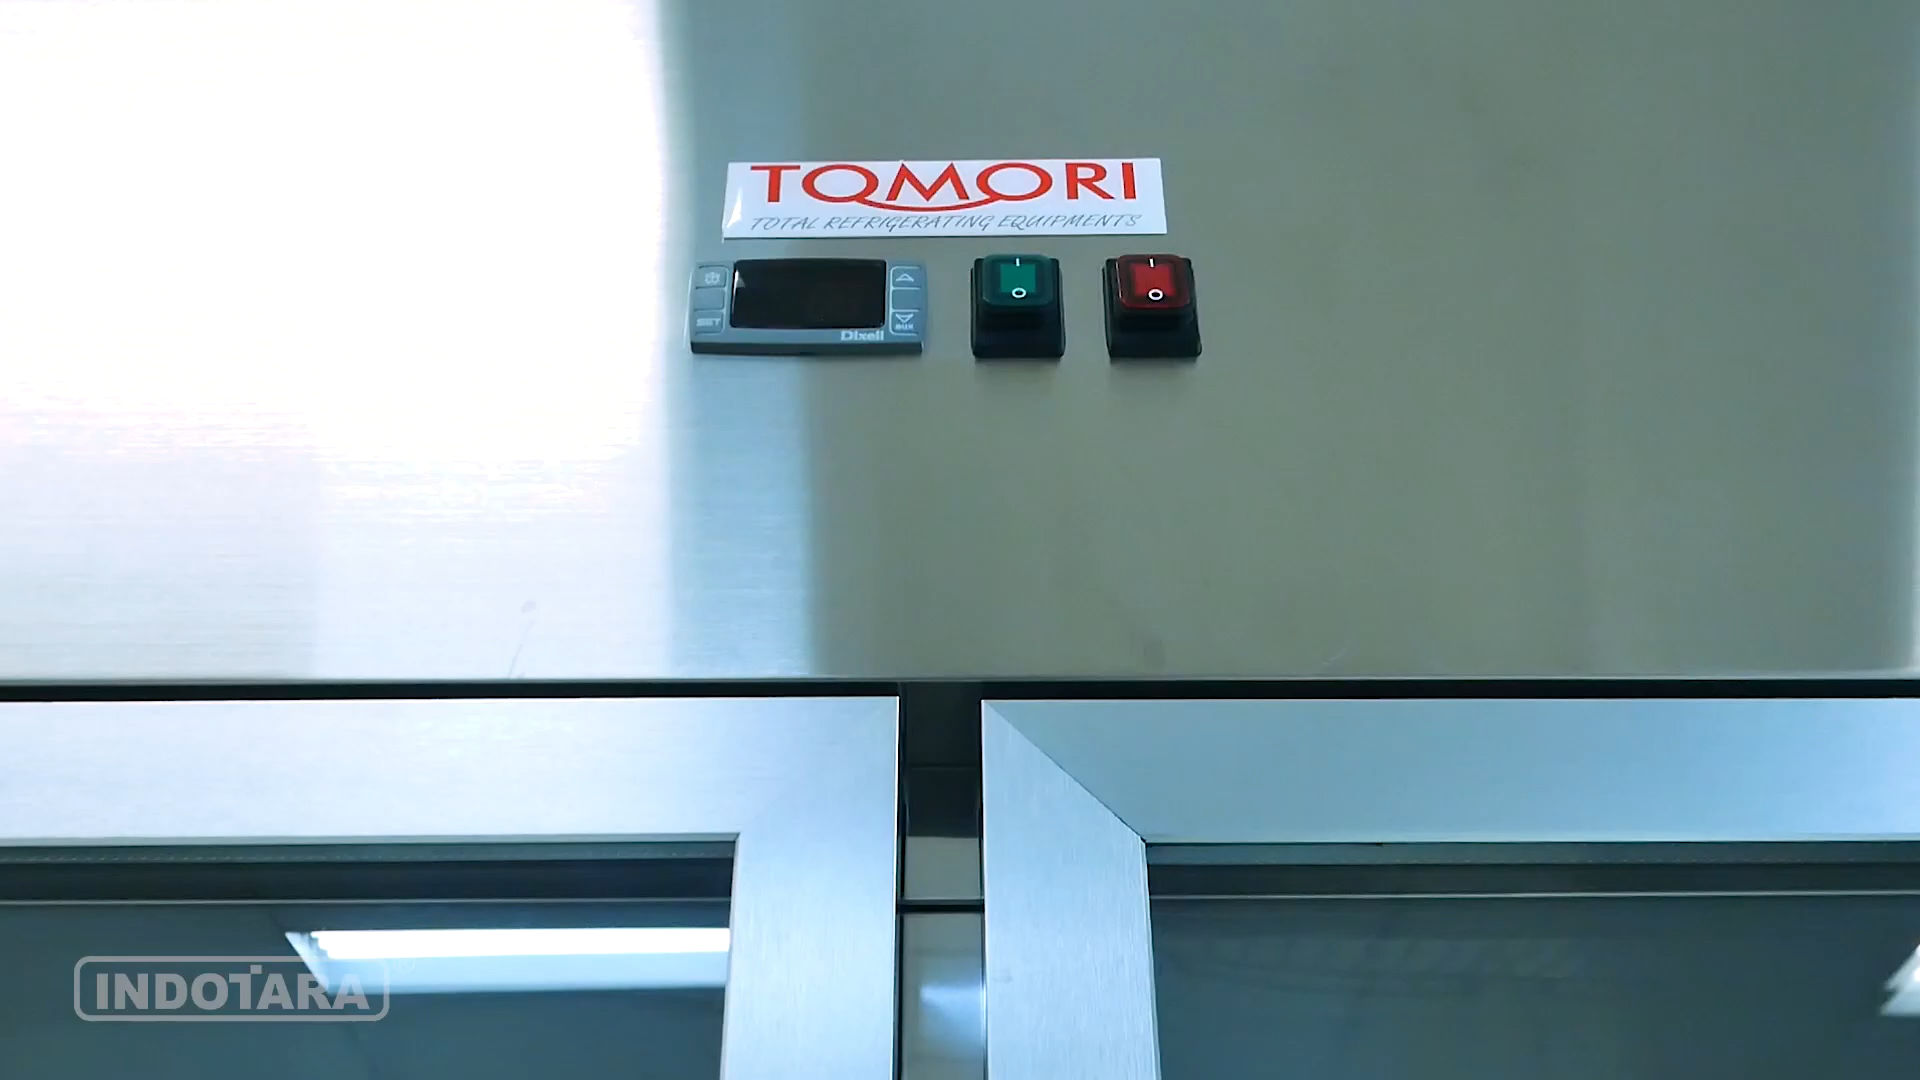 TOMORI
TOTAL REFRIGERATING EQUIPMENTS
SET
AUX
Dixell
INDOTARA